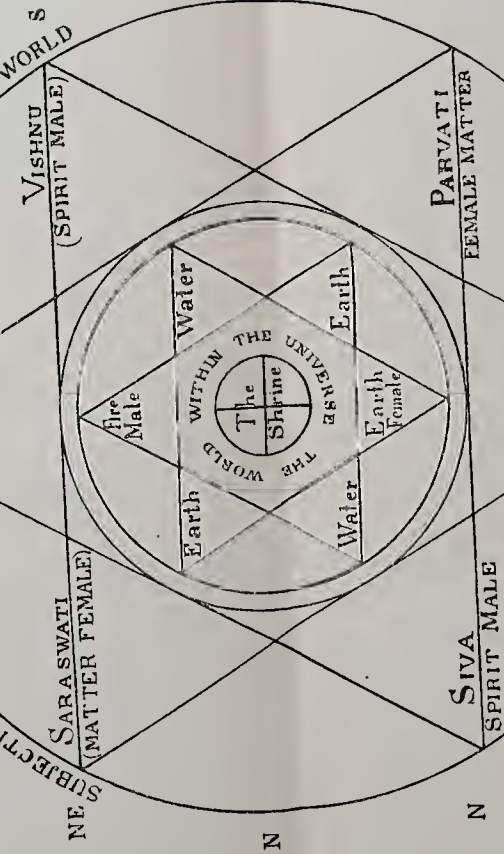 S
WORLD
VISHNU
(SPIRIT MALE)
SARASWATI
(MATTER FEMALE)
SUBJECTI
NE
Fire
Male
Water
Earth
THE WORLD WITHIN THE UNIVERSE
The
Shrine
Water
Earth
Female
Earth
N
PARVATI
FEMALE MATTER
SIVA
SPIRIT MALE
N